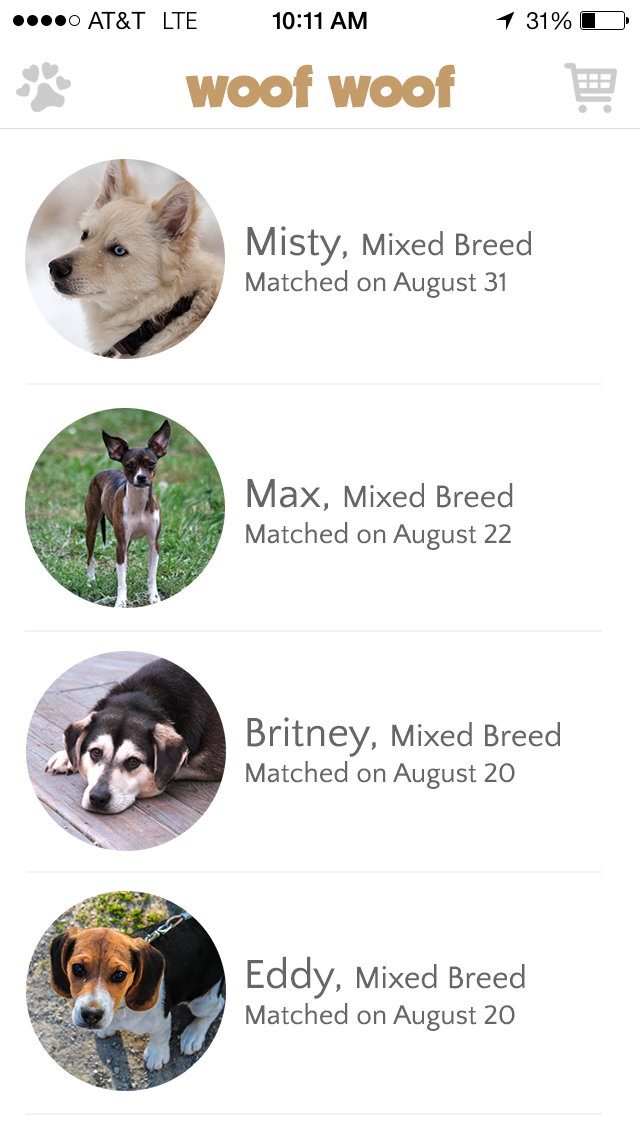 AT&T LTE 10:11 AM 31%
woof woof
Misty, Mixed Breed
Matched on August 31
Max, Mixed Breed
Matched on August 22
Britney, Mixed Breed
Matched on August 20
Eddy, Mixed Breed
Matched on August 20